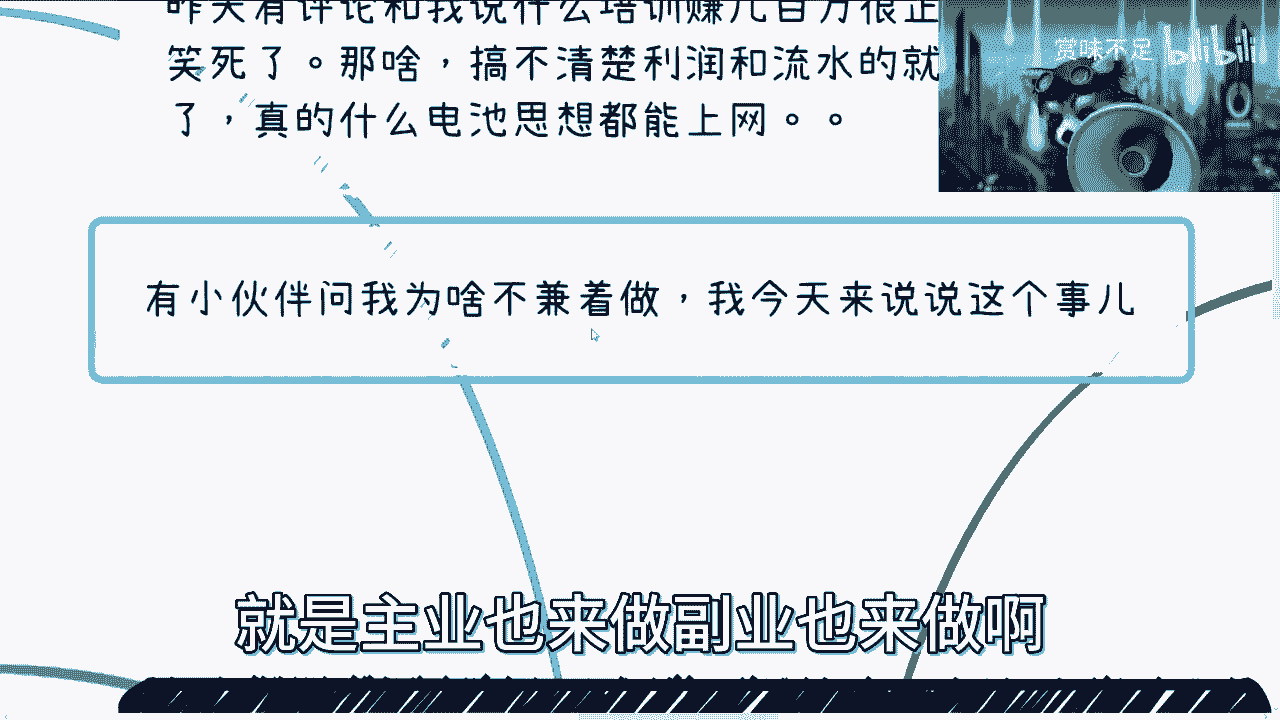 昨天有评论和我说什么培训赚几百万很正
笑死了。那啥，搞不清楚利润和流水的就
了，真的什么电池思想都能上网。。
赏味不足 bilibili
有小伙伴问我为啥不兼着做，我今天来说说这个事儿
就是主业也来做副业也来做啊